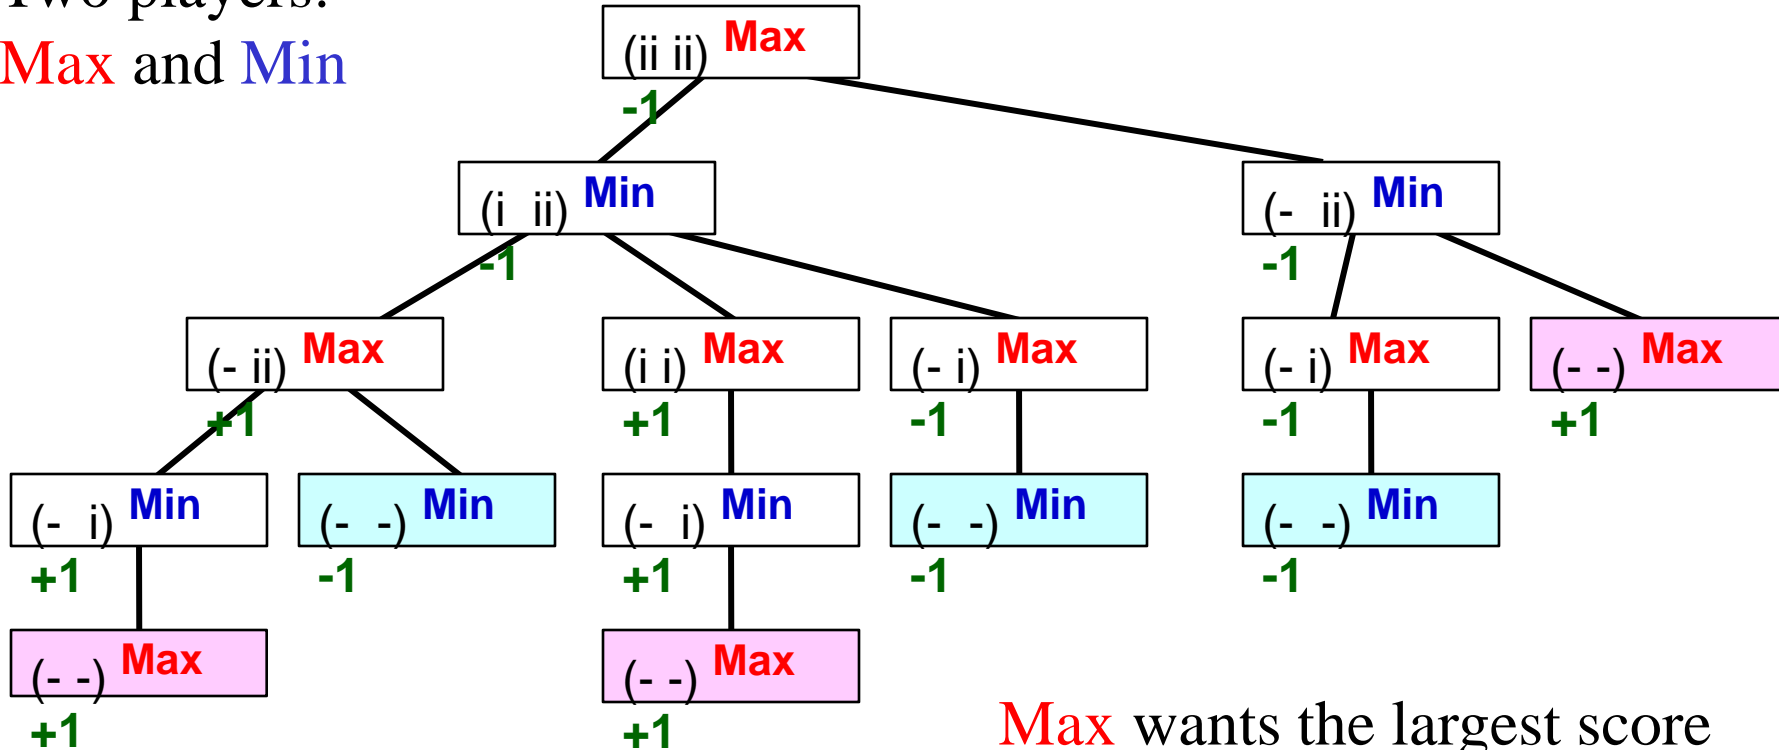 Two players:
Max and Min
(ii ii) Max
-1
(i ii) Min
-1
(- ii) Min
-1
(- ii) Max
+1
(i i) Max
+1
(- i) Max
-1
(- i) Max
-1
(- -) Max
+1
(- i) Min
+1
(- -) Min
-1
(- i) Min
+1
(- -) Min
-1
(- -) Min
-1
(- -) Max
+1
(- -) Max
+1
Max wants the largest score